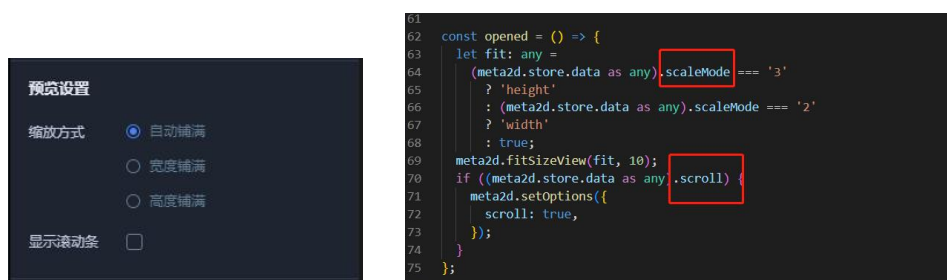 预览设置
缩放方式 自动铺满
宽度铺满
高度铺满
显示滚动条
61
62 const opened = () => {
63 let fit: any =
64 (meta2d.store.data as any).scaleMode === '3'
65 ? 'height'
66 : (meta2d.store.data as any).scaleMode === '2'
67 ? 'width'
68 : true;
69 meta2d.fitSizeView(fit, 10);
70 if ((meta2d.store.data as any).scroll) {
71 meta2d.setOptions({
72 scroll: true,
73 });
74 }
75 };